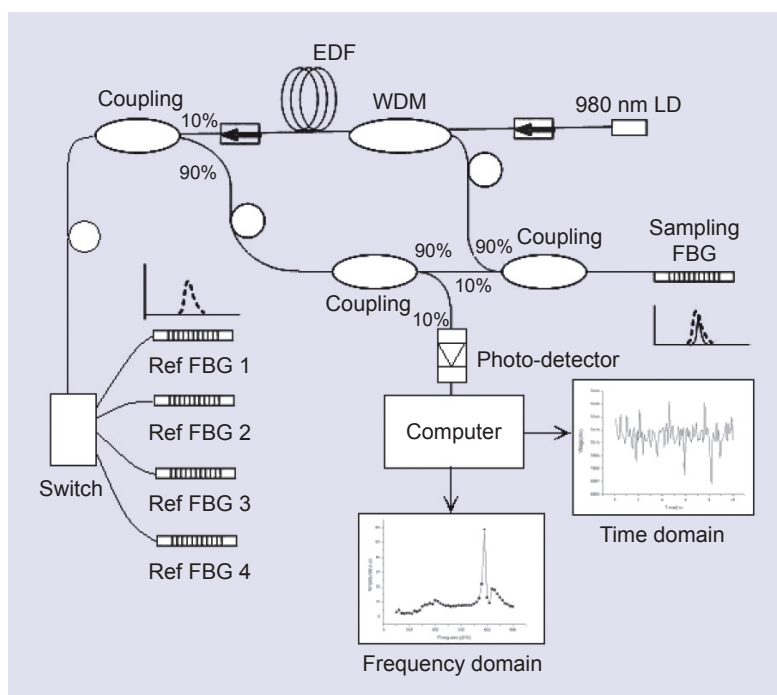 EDF
Coupling
WDM
980 nm LD
10%
90%
90%
90%
Coupling
Sampling
FBG
10%
Coupling
10%
Photo-detector
Ref FBG 1
Ref FBG 2
Computer
Switch
Ref FBG 3
Time domain
Ref FBG 4
Frequency domain